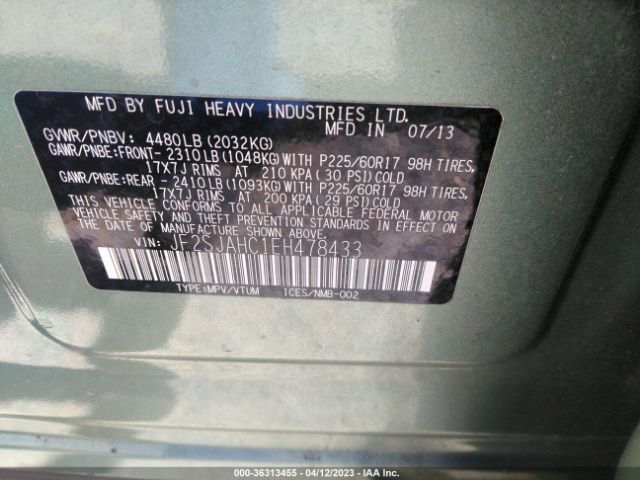 MFD BY FUJI HEAVY INDUSTRIES LTD.
MFD IN 07/13
GVWR/PNBV: 4480LB (2032KG)
GAWR/PNBE:FRONT- 2310LB (1048KG)WITH P225/60R17 98H TIRES,
17X7J RIMS AT 210 KPA ( 30 PSI)COLD
GAWR/PNBE:REAR - 2410LB (1093KG)WITH P225/60R17 98H TIRES,
17X7J RIMS AT 200 KPA ( 29 PSI)COLD
THIS VEHICLE CONFORMS TO ALL APPLICABLE FEDERAL MOTOR
VEHICLE SAFETY AND THEFT PREVENTION STANDARDS IN EFFECT ON
THE DATE OF MANUFACTURE SHOWN ABOVE.
VIN: JF2SJAHC1EH478433
TYPE:MPV/VTUM ICES/NMB-002
000-36313455 - 04/12/2023 - IAA Inc.